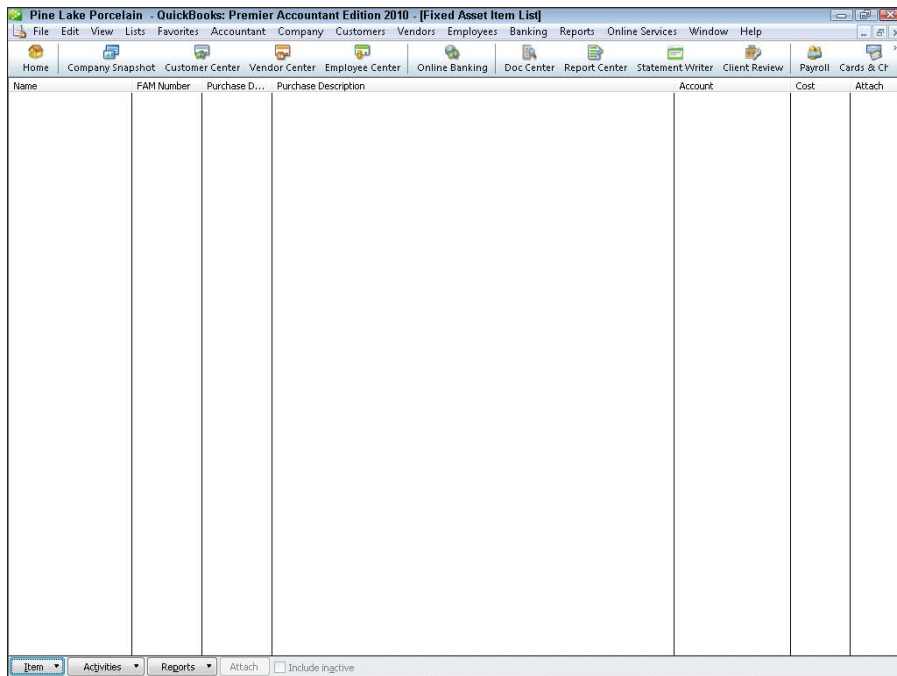 Pine Lake Porcelain - QuickBooks: Premier Accountant Edition 2010 - [Fixed Asset Item List]
File Edit View Lists Favorites Accountant Company Customers Vendors Employees Banking Reports Online Services Window Help
Home Company Snapshot Customer Center Vendor Center Employee Center Online Banking Doc Center Report Center Statement Writer Client Review Payroll Cards & Ch
Name FAM Number Purchase D... Purchase Description Account Cost Attach
Item Activities Reports Attach Include inactive